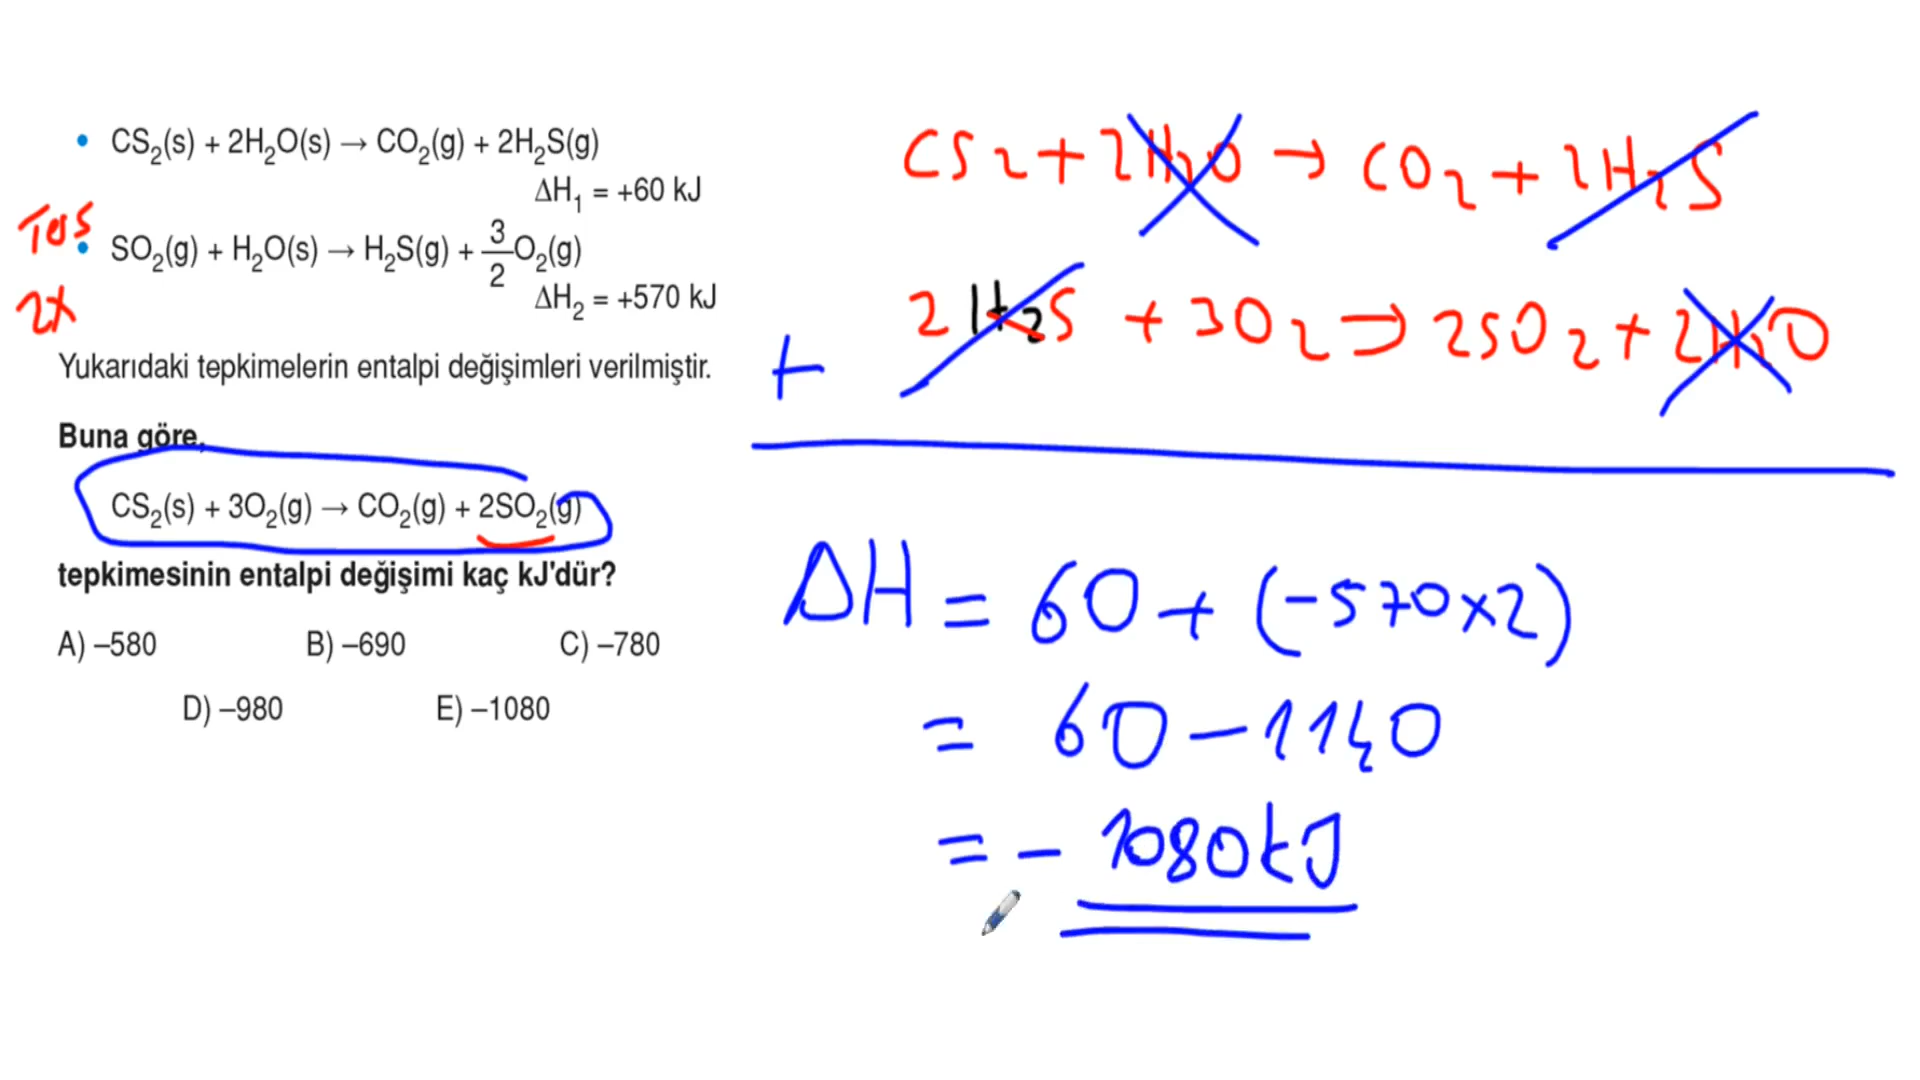 • CS₂(s) + 2H₂O(s) → CO₂(g) + 2H₂S(g)
ΔH₁ = +60 kJ
Ters
• SO₂(g) + H₂O(s) → H₂S(g) + 3/2 O₂(g)
2x
ΔH₂ = +570 kJ
Yukarıdaki tepkimelerin entalpi değişimleri verilmiştir.
Buna göre,
CS₂(s) + 3O₂(g) → CO₂(g) + 2SO₂(g)
tepkimesinin entalpi değişimi kaç kJ'dür?
A) –580 B) –690 C) –780
D) –980 E) –1080
CS₂ + 2H₂O → CO₂ + 2H₂S
2H₂S + 3O₂ → 2SO₂ + 2H₂O
+
ΔH = 60 + (-570x2)
= 60 - 1140
= - 1080 kJ